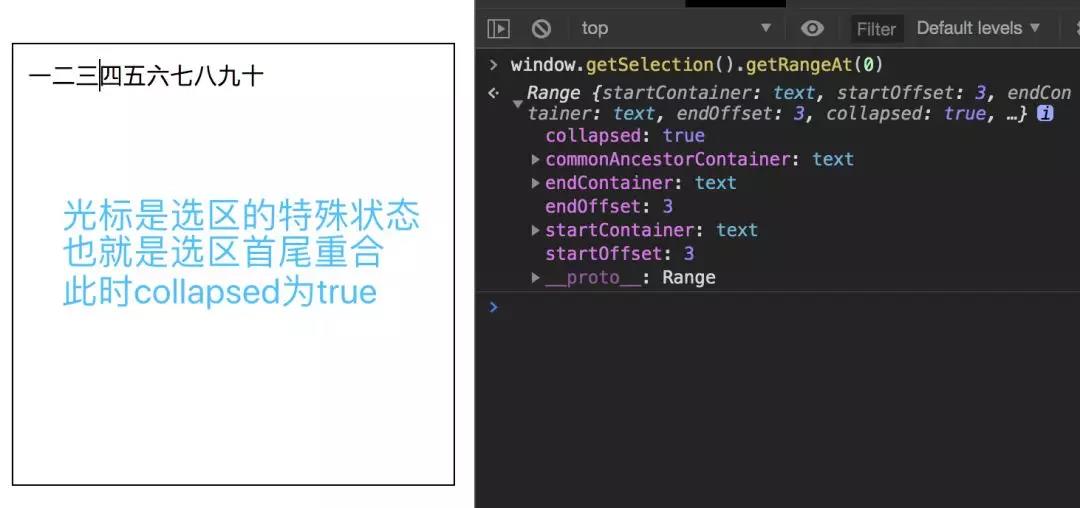 一二三四五六七八九十
光标是选区的特殊状态
也就是选区首尾重合
此时collapsed为true
top
Filter
Default levels
window.getSelection().getRangeAt(0)
Range {startContainer: text, startOffset: 3, endCon
tainer: text, endOffset: 3, collapsed: true, …} i
collapsed: true
commonAncestorContainer: text
endContainer: text
endOffset: 3
startContainer: text
startOffset: 3
__proto__: Range